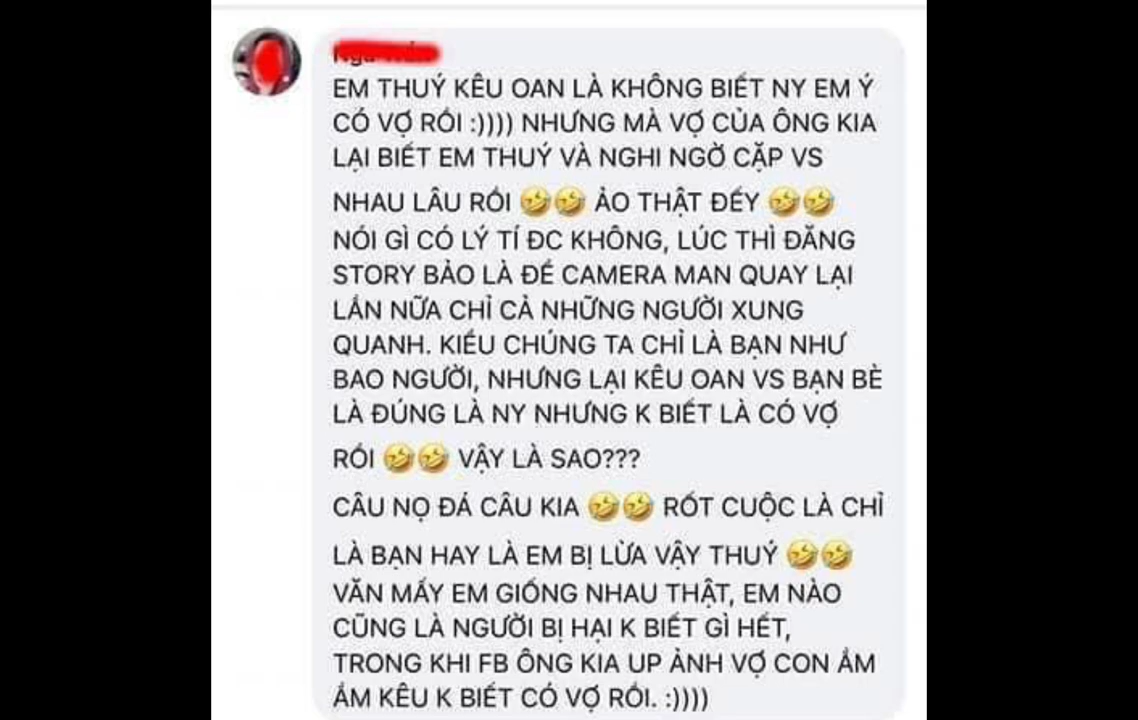 EM THUÝ KÊU OAN LÀ KHÔNG BIẾT NY EM Ý
CÓ VỢ RỒI :)))) NHƯNG MÀ VỢ CỦA ÔNG KIA
LẠI BIẾT EM THUÝ VÀ NGHI NGỜ CẶP VS
NHAU LÂU RỒI 🤣🤣 ẢO THẬT ĐẾY 🤣🤣
NÓI GÌ CÓ LÝ TÍ ĐC KHÔNG, LÚC THÌ ĐĂNG
STORY BẢO LÀ ĐỂ CAMERA MAN QUAY LẠI
LẦN NỮA CHỈ CẢ NHỮNG NGƯỜI XUNG
QUANH. KIỂU CHÚNG TA CHỈ LÀ BẠN NHƯ
BAO NGƯỜI, NHƯNG LẠI KÊU OAN VS BẠN BÈ
LÀ ĐÚNG LÀ NY NHƯNG K BIẾT LÀ CÓ VỢ
RỒI 🤣🤣 VẬY LÀ SAO???
CÂU NỌ ĐÁ CÂU KIA 🤣🤣 RỐT CUỘC LÀ CHỈ
LÀ BẠN HAY LÀ EM BỊ LỪA VẬY THUÝ 🤣🤣
VĂN MẤY EM GIỐNG NHAU THẬT, EM NÀO
CŨNG LÀ NGƯỜI BỊ HẠI K BIẾT GÌ HẾT,
TRONG KHI FB ÔNG KIA UP ẢNH VỢ CON ẦM
ẦM KÊU K BIẾT CÓ VỢ RỒI. :))))